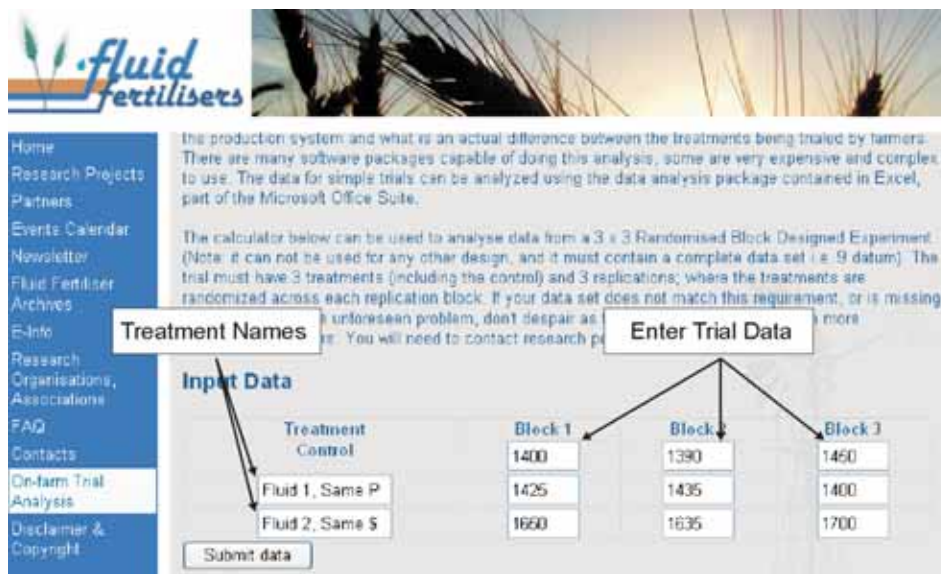 fluid
fertilisers
Home
Research Projects
Partners
Events Calendar
Newsletter
Fluid Fertiliser
Archives
E-Info
Research
Organisations,
Associations
FAQ
Contacts
On-farm Trial
Analysis
Disclaimer &
Copyright
the production system and what is an actual difference between the treatments being trialed by farmers.
There are many software packages capable of doing this analysis, some are very expensive and complex
to use. The data for simple trials can be analyzed using the data analysis package contained in Excel,
part of the Microsoft Office Suite.
The calculator below can be used to analyse data from a 3 x 3 Randomised Block Designed Experiment.
(Note: it can not be used for any other design, and it must contain a complete data set i.e. 9 datum). The
trial must have 3 treatments (including the control) and 3 replications; where the treatments are
randomized across each replication block. If your data set does not match this requirement, or is missing
unforeseen problem, don't despair as more
You will need to contact research
Treatment Names
Enter Trial Data
Input Data
Treatment Block 1 Block 2 Block 3
Control 1400 1390 1450
Fluid 1, Same P 1425 1435 1400
Fluid 2, Same $ 1650 1635 1700
Submit data